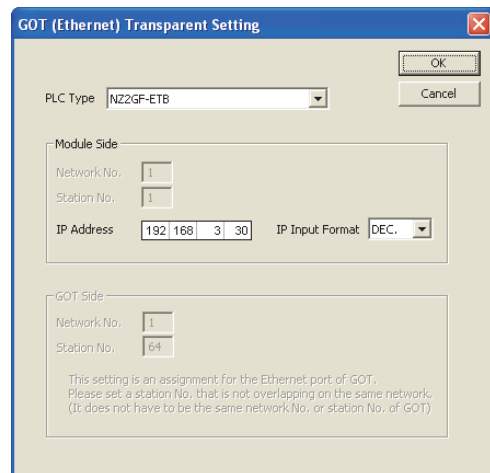 GOT (Ethernet) Transparent Setting
OK
PLC Type NZ2GF-ETB
Cancel
Module Side
Network No. 1
Station No. 1
IP Address 192 168 3 30 IP Input Format DEC.
GOT Side
Network No. 1
Station No. 64
This setting is an assignment for the Ethernet port of GOT.
Please set a station No. that is not overlapping on the same network.
(It does not have to be the same network No. or station No. of GOT)